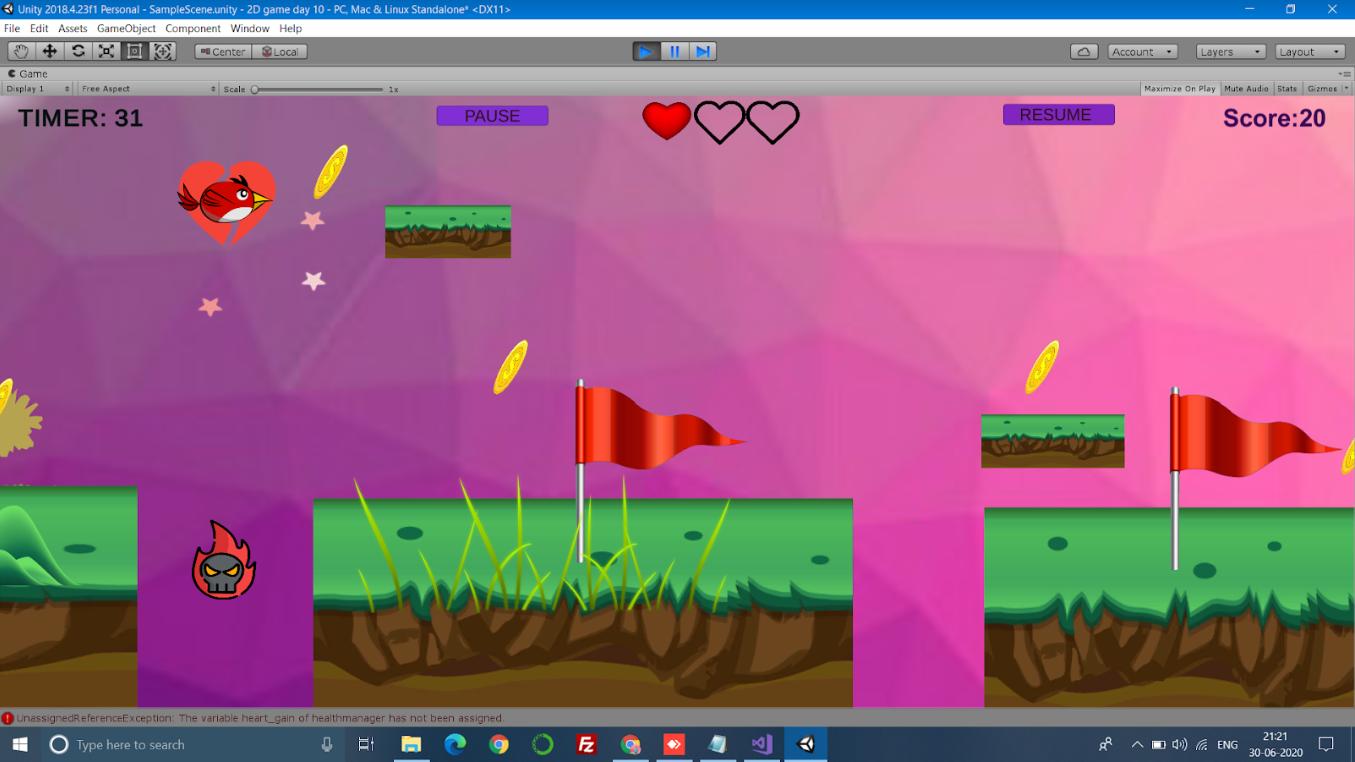 Unity 2018.4.23f1 Personal - SampleScene.unity - 2D game day 10 - PC, Mac & Linux Standalone* <DX11>
File Edit Assets GameObject Component Window Help
Center Local Account Layers Layout
Game
Display 1 Free Aspect Scale 1x Maximize On Play Mute Audio Stats Gizmos
TIMER: 31 PAUSE RESUME Score:20
UnassignedReferenceException: The variable heart_gain of healthmanager has not been assigned.
Type here to search ENG 21:21
30-06-2020